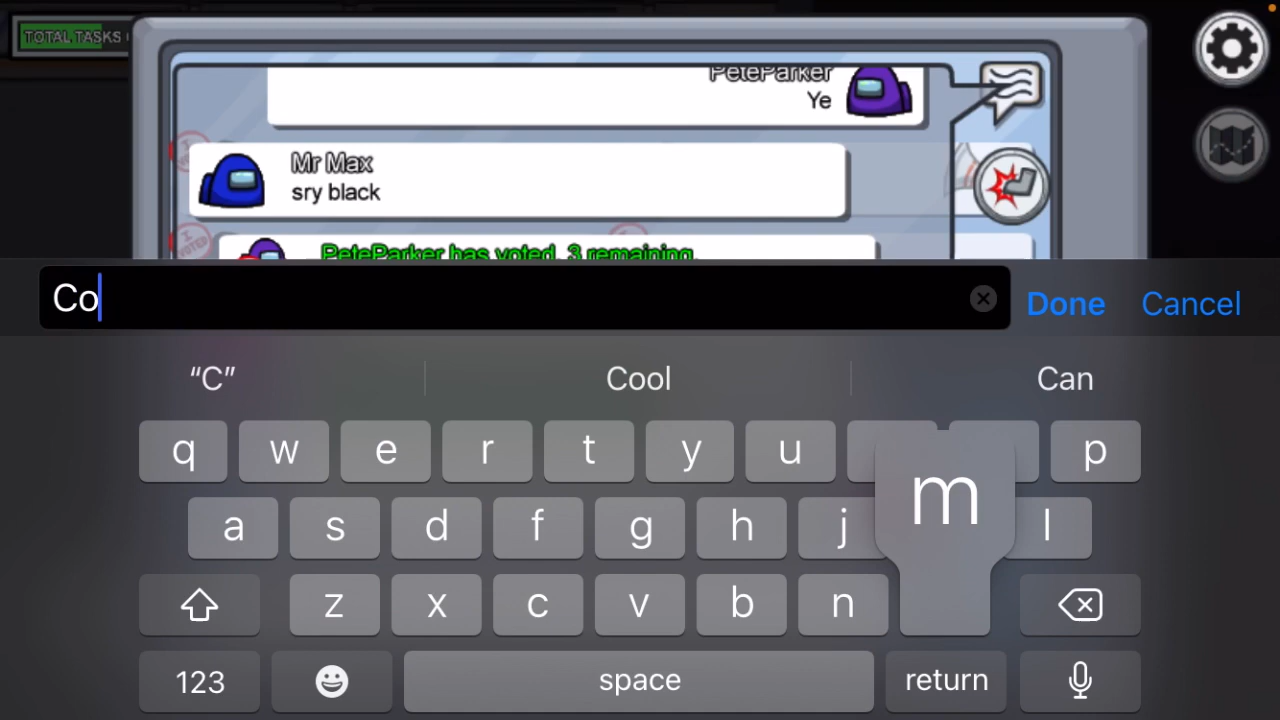 TOTAL TASKS
PeteParker
Ye
Mr Max
sry black
I VOTED
PeteParker has voted. 3 remaining.
Co
Done
Cancel
“C”
Cool
Can
q w e r t y u p
m
a s d f g h j l
z x c v b n
123
space
return